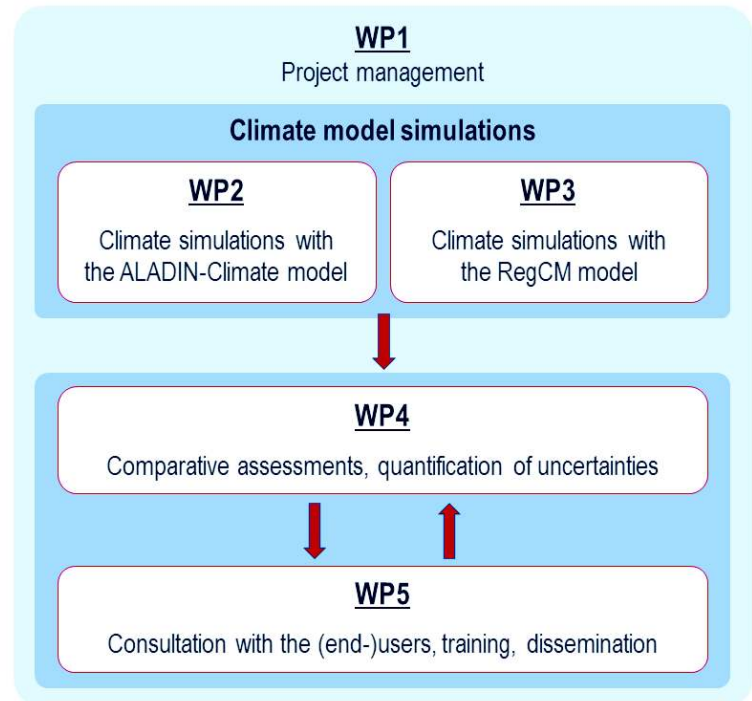 WP1
Project management
Climate model simulations
WP2
Climate simulations with
the ALADIN-Climate model
WP3
Climate simulations with
the RegCM model
WP4
Comparative assessments, quantification of uncertainties
WP5
Consultation with the (end-)users, training, dissemination